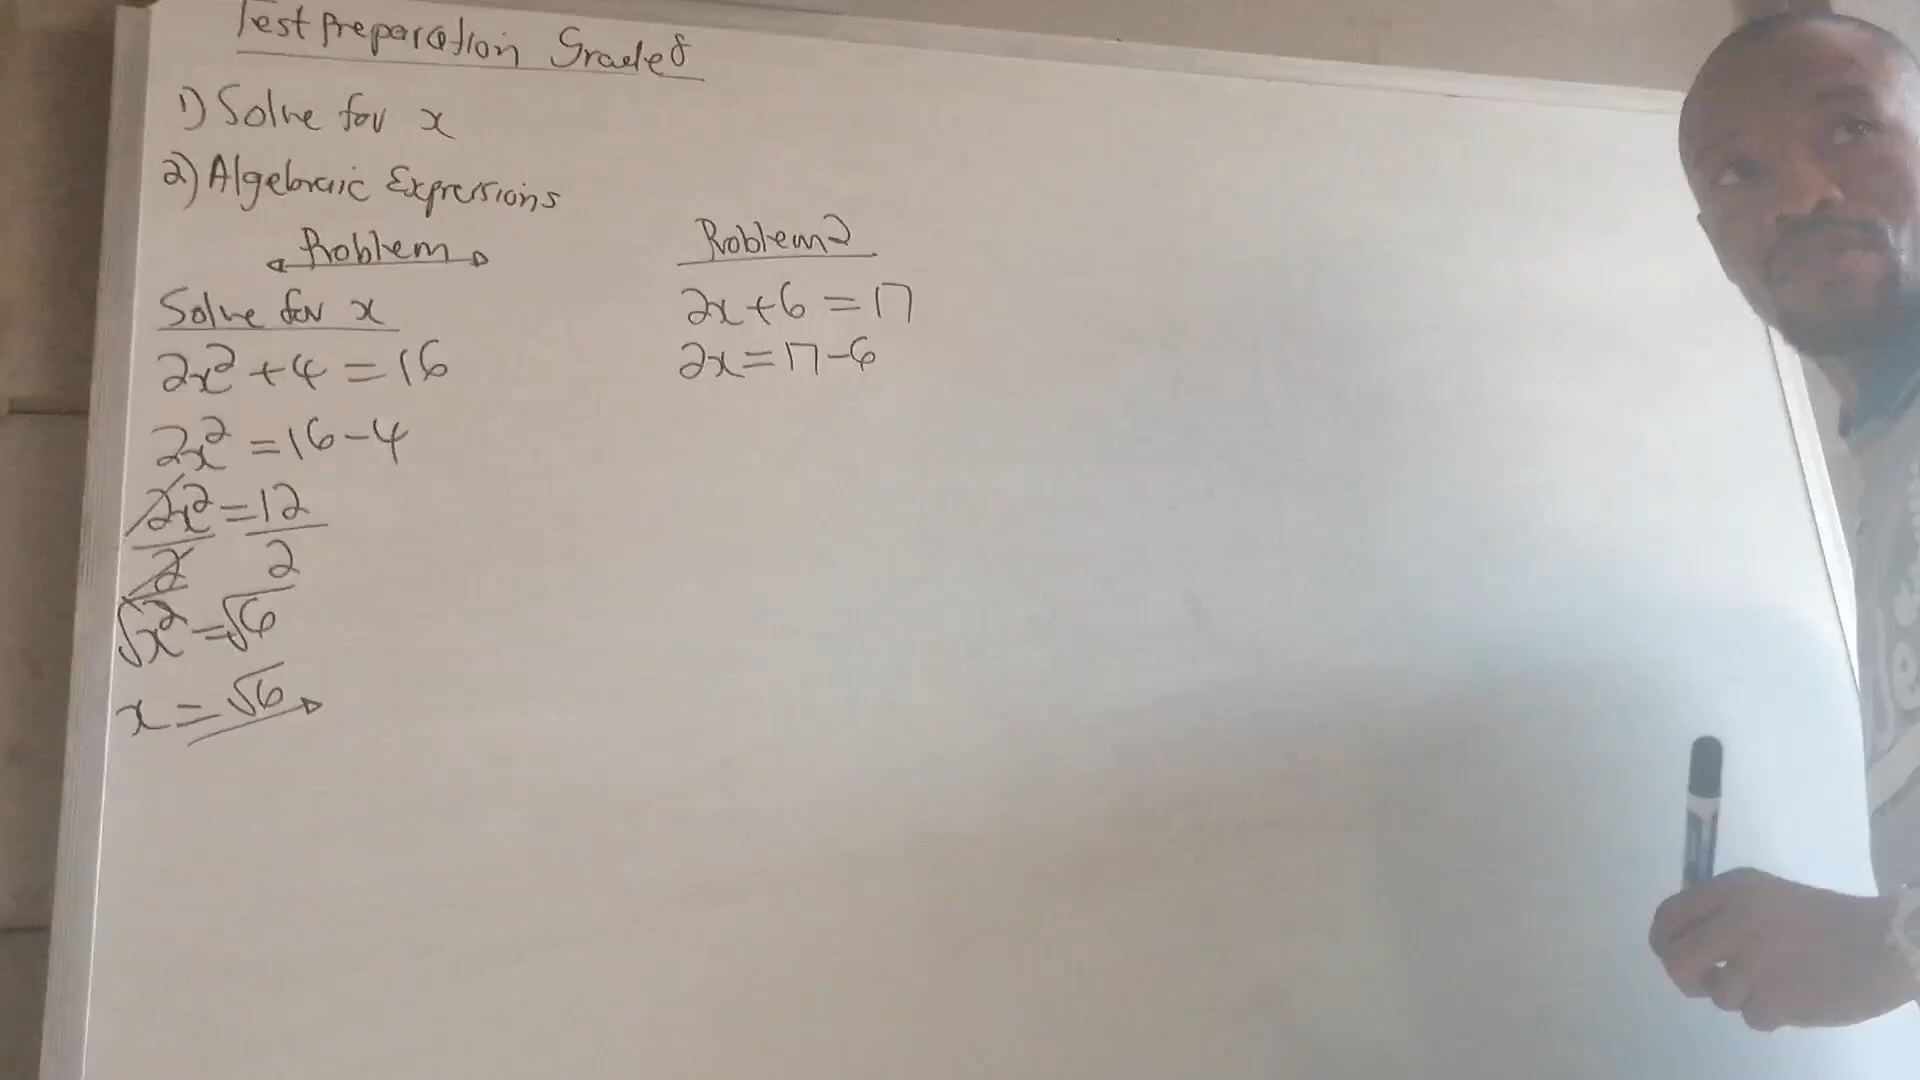 Test Preparation Grade 8
1) Solve for x
2) Algebraic Expressions
Problem
Solve for x
2x² + 4 = 16
2x² = 16 - 4
2x² = 12
2 2
√x² = √6
x = √6
Problem 2
2x + 6 = 17
2x = 17 - 6